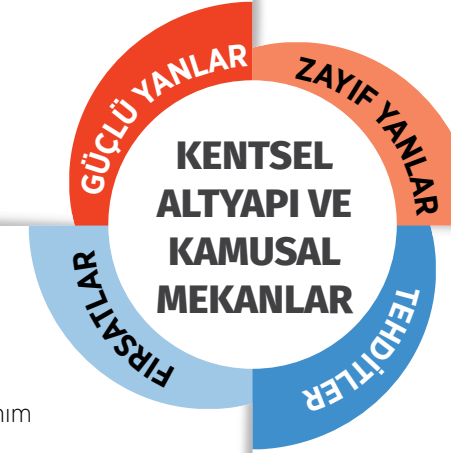 GÜÇLÜ YANLAR
ZAYIF YANLAR
KENTSEL
ALTYAPI VE
KAMUSAL
MEKANLAR
FIRSATLAR
TEHDİTLER